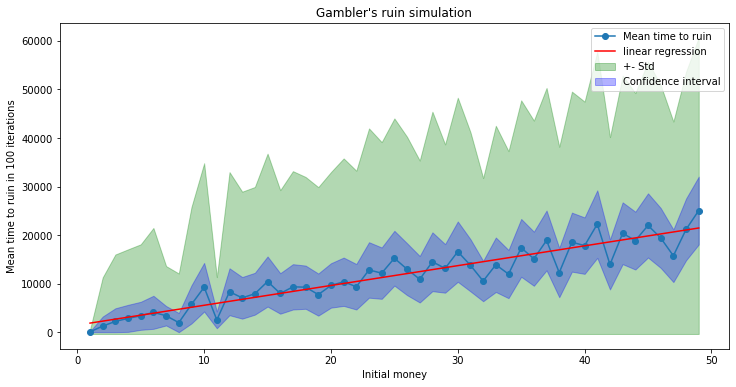 Gambler's ruin simulation
Mean time to ruin
linear regression
+- Std
Confidence interval
60000
50000
40000
30000
20000
10000
0
Mean time to ruin in 100 iterations
0
10
20
30
40
50
Initial money